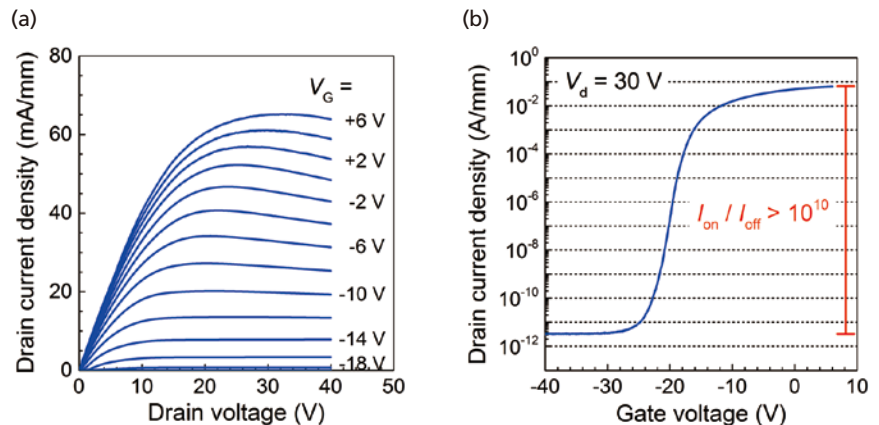 (a)
Drain current density (mA/mm)
80
60
40
20
0
V_G =
+6 V
+2 V
-2 V
-6 V
-10 V
-14 V
-18 V
0 10 20 30 40 50
Drain voltage (V)
(b)
Drain current density (A/mm)
10^0
10^-2
10^-4
10^-6
10^-8
10^-10
10^-12
V_d = 30 V
I_on / I_off > 10^10
-40 -30 -20 -10 0 10
Gate voltage (V)